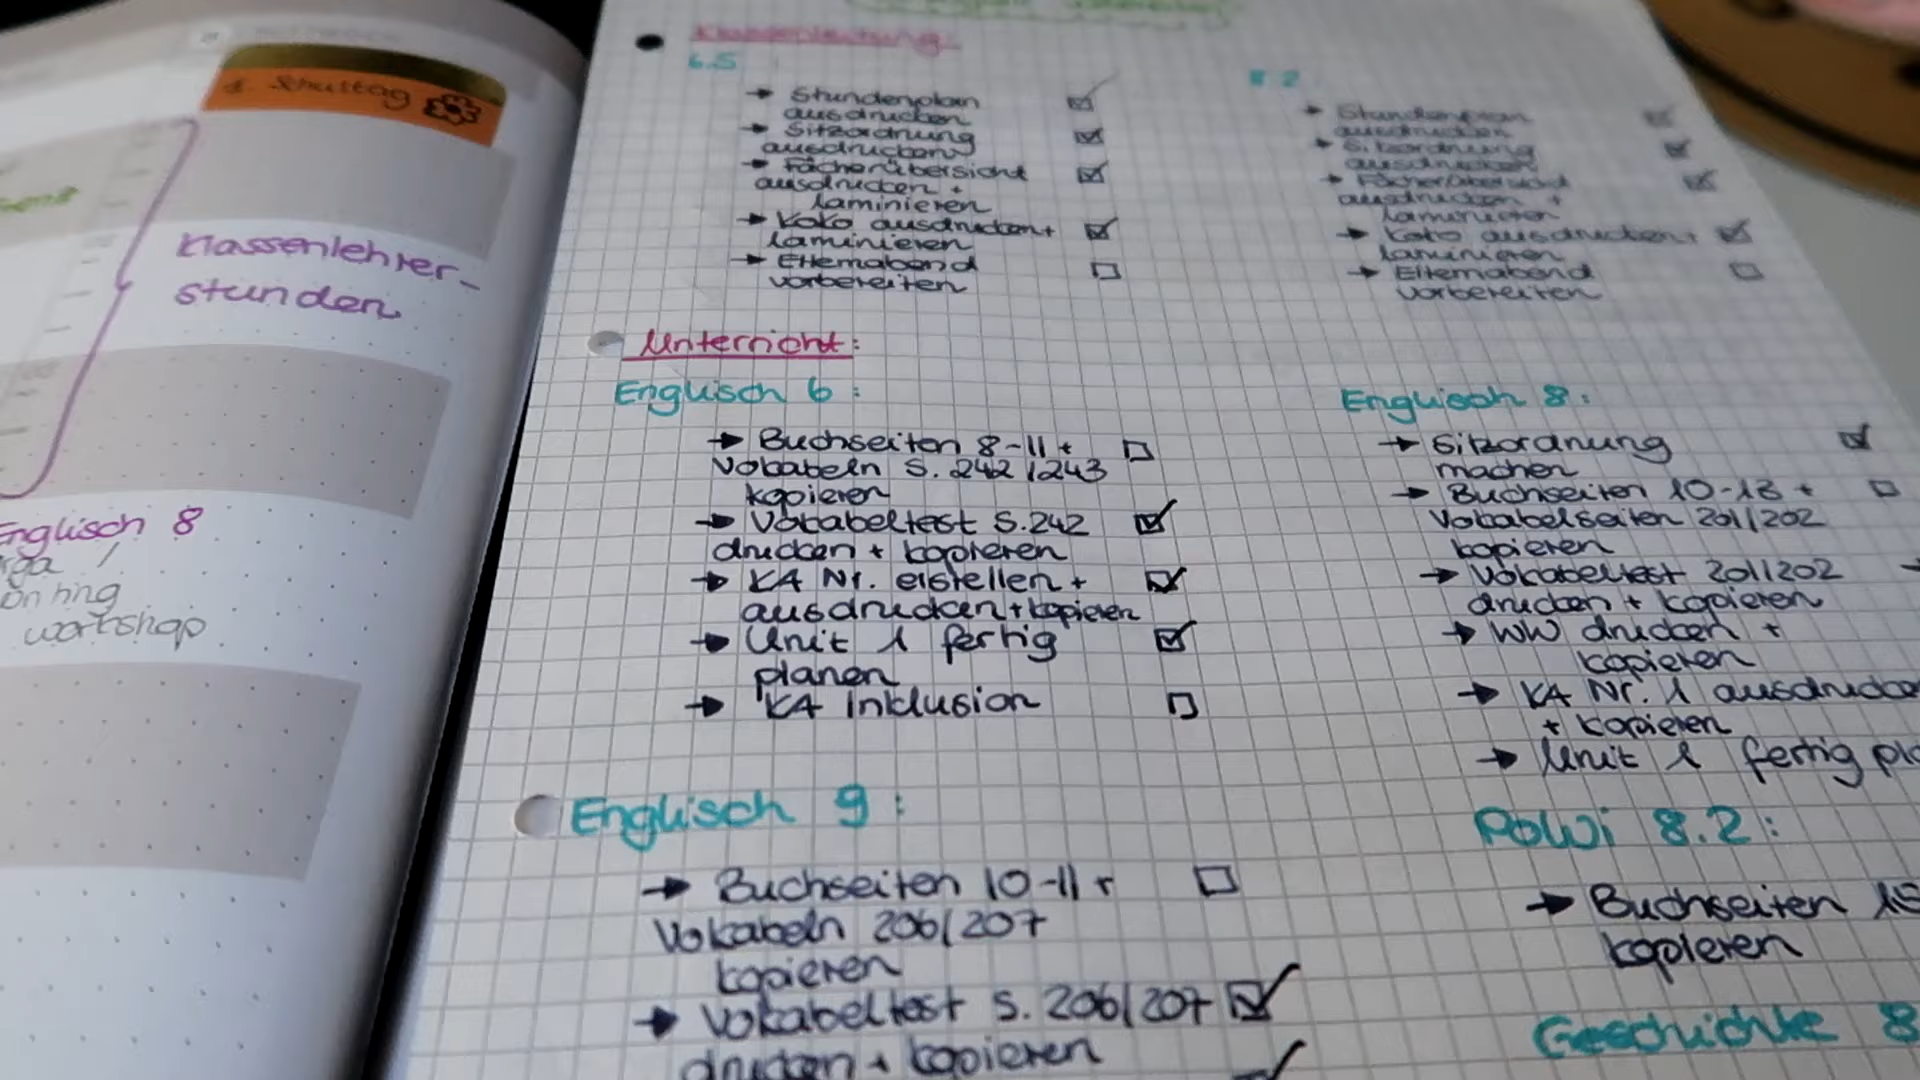 1. Schultag
Klassenlehrer-
stunden
Englisch 8
workshop
Klassenleitung:
6.5
→ Stundenplan
ausdrucken
→ Sitzordnung
ausdrucken
→ Fächerübersicht
ausdrucken +
laminieren
→ Koko ausdrucken +
laminieren
→ Elternabend
vorbereiten
8.2
→ Stundenplan
ausdrucken
→ Sitzordnung
ausdrucken
→ Fächerübersicht
ausdrucken +
laminieren
→ Koko ausdrucken +
laminieren
→ Elternabend
vorbereiten
Unterricht:
Englisch 6:
→ Buchseiten 8-11 +
Vokabeln S. 242/243
kopieren
→ Vokabeltest S. 242
drucken + kopieren
→ KA Nr. erstellen +
ausdrucken + kopieren
→ Unit 1 fertig
planen
→ KA Inklusion
Englisch 8:
→ Sitzordnung
machen
→ Buchseiten 10-13 +
Vokabelseiten 201/202
kopieren
→ Vokabeltest 201/202
drucken + kopieren
→ WW drucken +
kopieren
→ KA Nr. 1 ausdrucken
+ kopieren
→ Unit 1 fertig
Englisch 9:
→ Buchseiten 10-11 +
Vokabeln 206/207
kopieren
→ Vokabeltest S. 206/207
drucken + kopieren
PoWi 8.2:
→ Buchseiten
kopieren
Geschichte 8